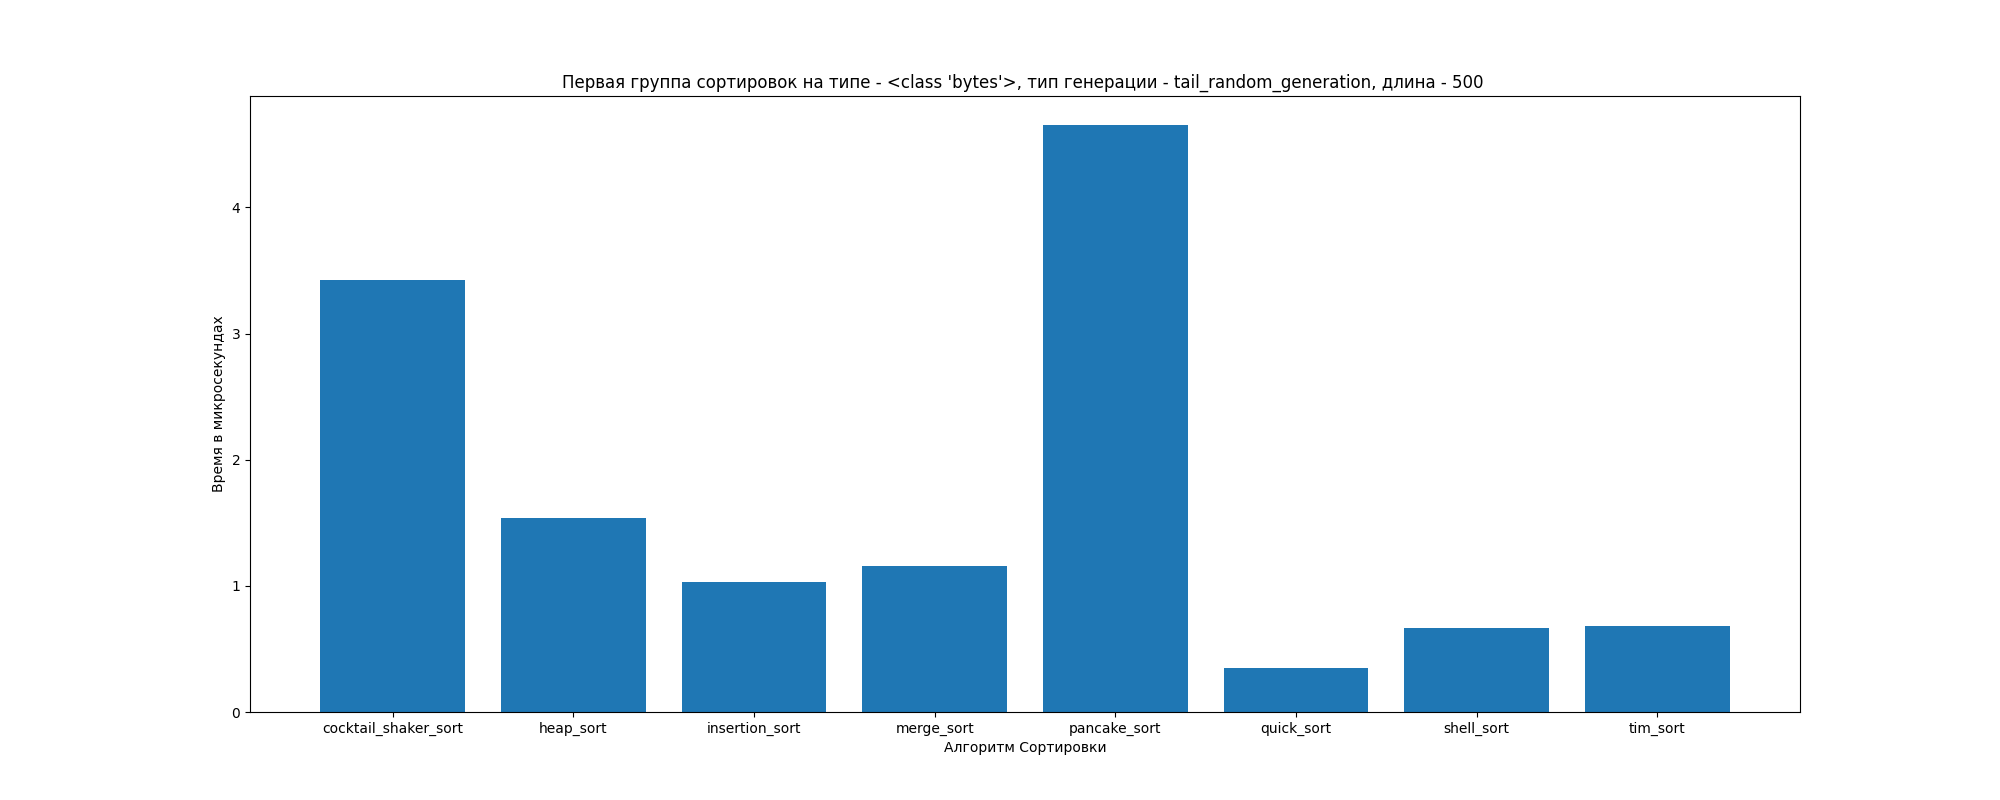 Первая группа сортировок на типе - <class 'bytes'>, тип генерации - tail_random_generation, длина - 500
Время в микросекундах
4
3
2
1
0
cocktail_shaker_sort heap_sort insertion_sort merge_sort pancake_sort quick_sort shell_sort tim_sort
Алгоритм Сортировки